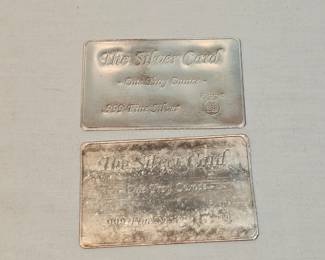 The Silver Card
One Troy Ounce
.999 Fine Silver
The Silver Card
One Troy Ounce
.999 Fine Silver